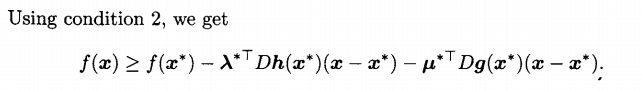 Using condition 2, we get
f(x) ≥ f(x*) − λ*⊤ Dh(x*)(x − x*) − μ*⊤ Dg(x*)(x − x*).